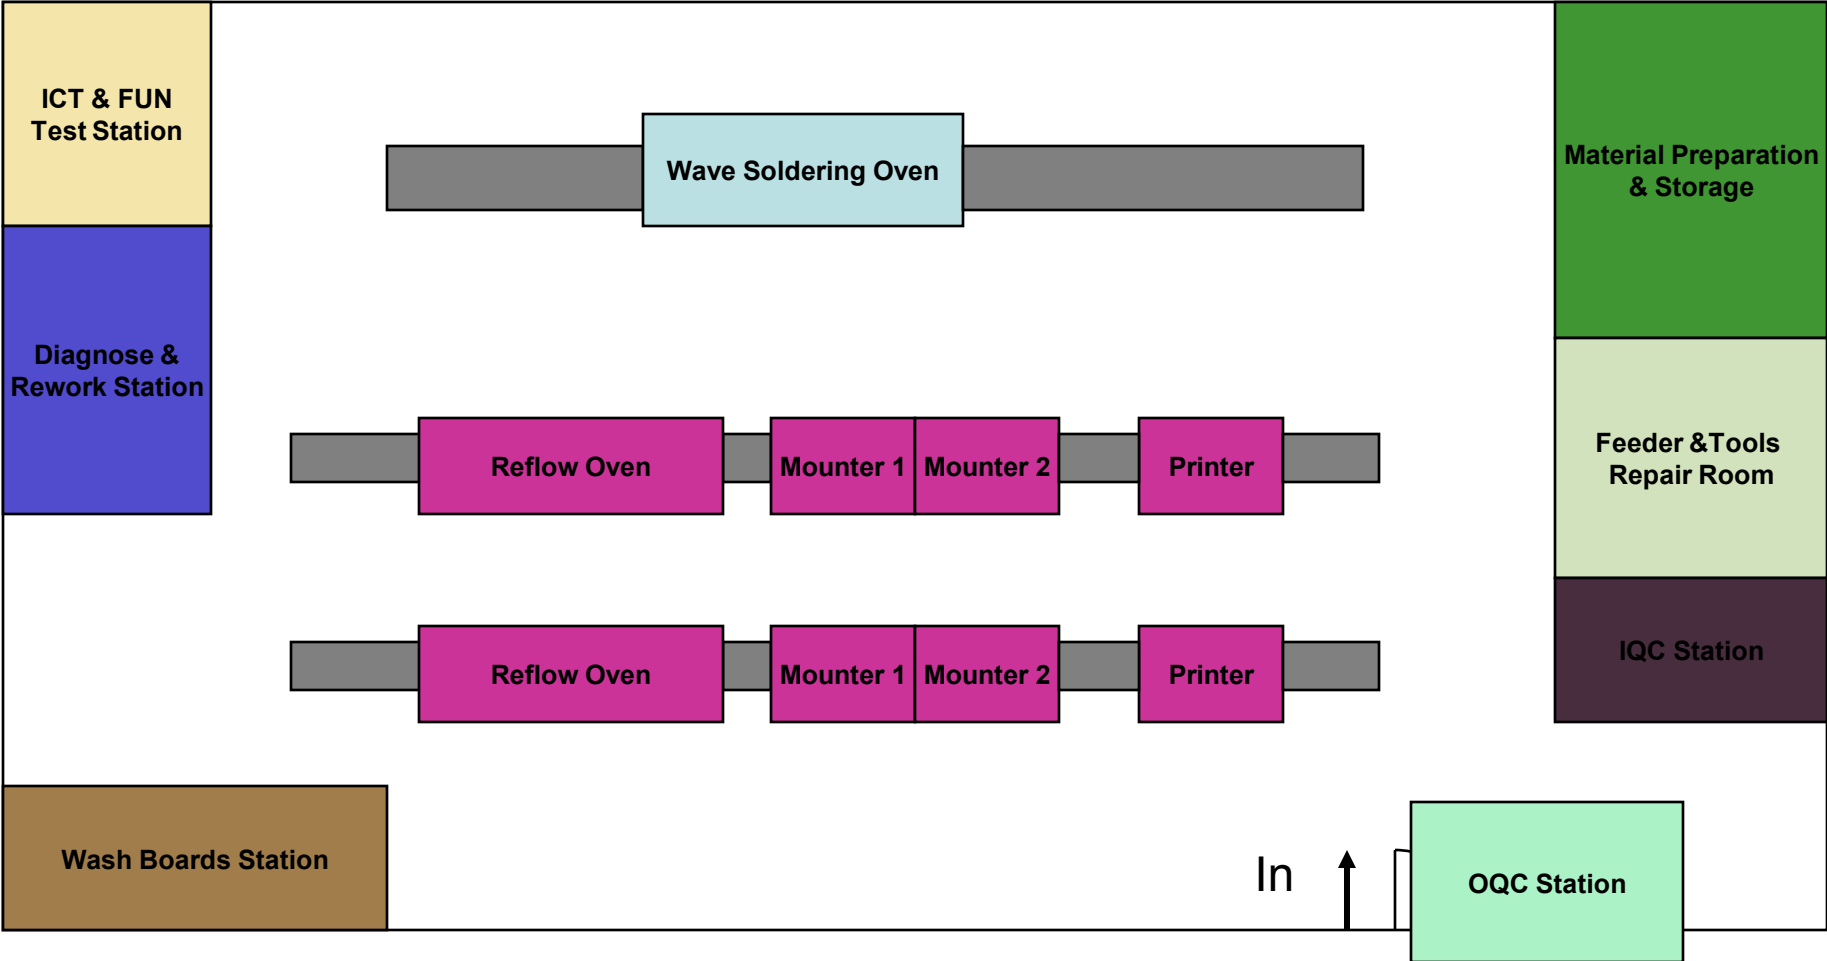 ICT & FUN
Test Station
Wave Soldering Oven
Material Preparation
& Storage
Diagnose &
Rework Station
Reflow Oven
Mounter 1
Mounter 2
Printer
Feeder &Tools
Repair Room
Reflow Oven
Mounter 1
Mounter 2
Printer
IQC Station
Wash Boards Station
In
OQC Station